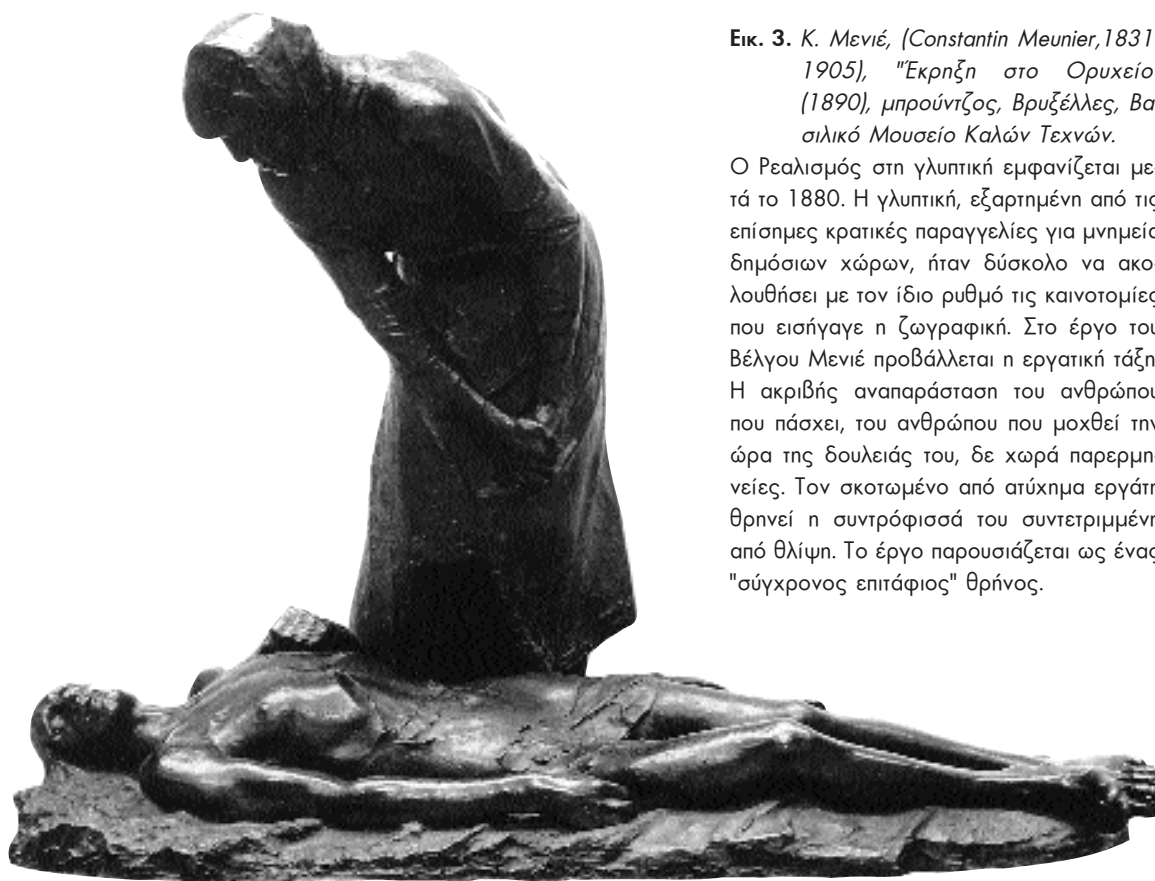 Εικ. 3. Κ. Μενιέ, (Constantin Meunier,1831
1905), "Έκρηξη στο Ορυχείο
(1890), μπρούντζος, Βρυξέλλες, Βα
σιλικό Μουσείο Καλών Τεχνών.
Ο Ρεαλισμός στη γλυπτική εμφανίζεται με-
τά το 1880. Η γλυπτική, εξαρτημένη από τις
επίσημες κρατικές παραγγελίες για μνημεία
δημόσιων χώρων, ήταν δύσκολο να ακο-
λουθήσει με τον ίδιο ρυθμό τις καινοτομίες
που εισήγαγε η ζωγραφική. Στο έργο του
Βέλγου Μενιέ προβάλλεται η εργατική τάξη
Η ακριβής αναπαράσταση του ανθρώπου
που πάσχει, του ανθρώπου που μοχθεί την
ώρα της δουλειάς του, δε χωρά παρερμη-
νείες. Τον σκοτωμένο από ατύχημα εργάτη
θρηνεί η συντρόφισσά του συντετριμμένη
από θλίψη. Το έργο παρουσιάζεται ως ένας
"σύγχρονος επιτάφιος" θρήνος.